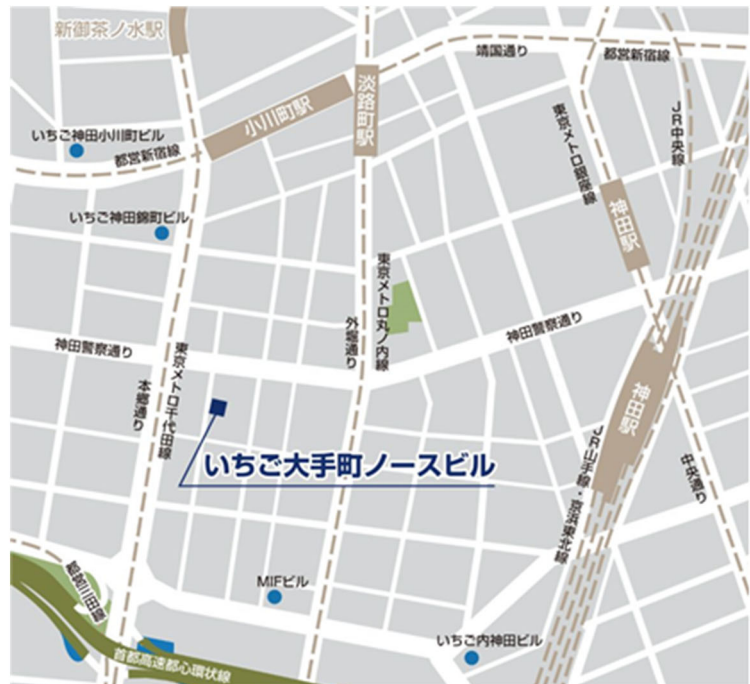 新御茶ノ水駅
靖国通り
都営新宿線
小川町駅
淡路町駅
JR中央線
いちご神田小川町ビル
都営新宿線
東京メトロ銀座線
神田駅
いちご神田錦町ビル
東京メトロ丸ノ内線
外堀通り
神田警察通り
神田警察通り
東京メトロ千代田線
本郷通り
神田駅
いちご大手町ノースビル
JR山手線・京浜東北線
中央通り
都営三田線
MIFビル
いちご内神田ビル
首都高速都心環状線